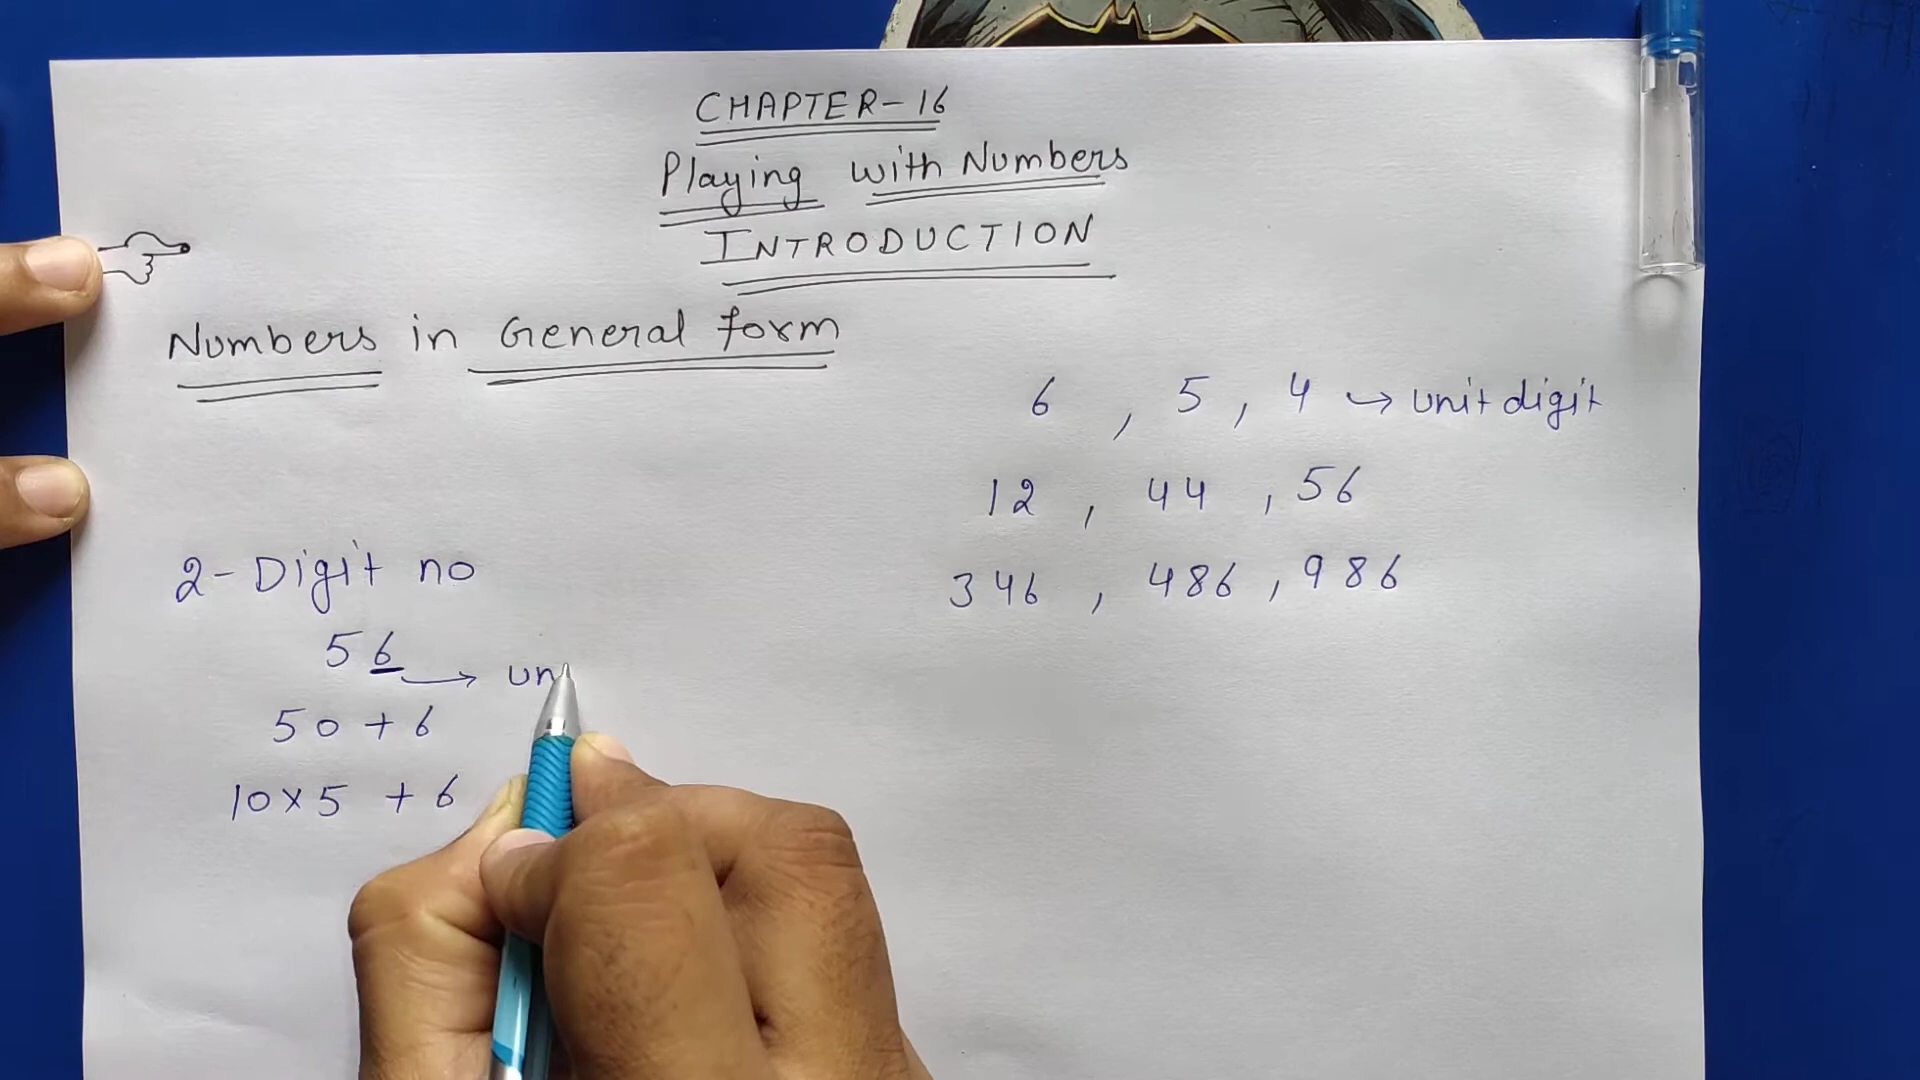 CHAPTER-16
Playing with Numbers
INTRODUCTION
Numbers in General form
6 , 5 , 4 → unit digit
12 , 44 , 56
346 , 486 , 986
2-Digit no
56 → un
50 + 6
10×5 + 6